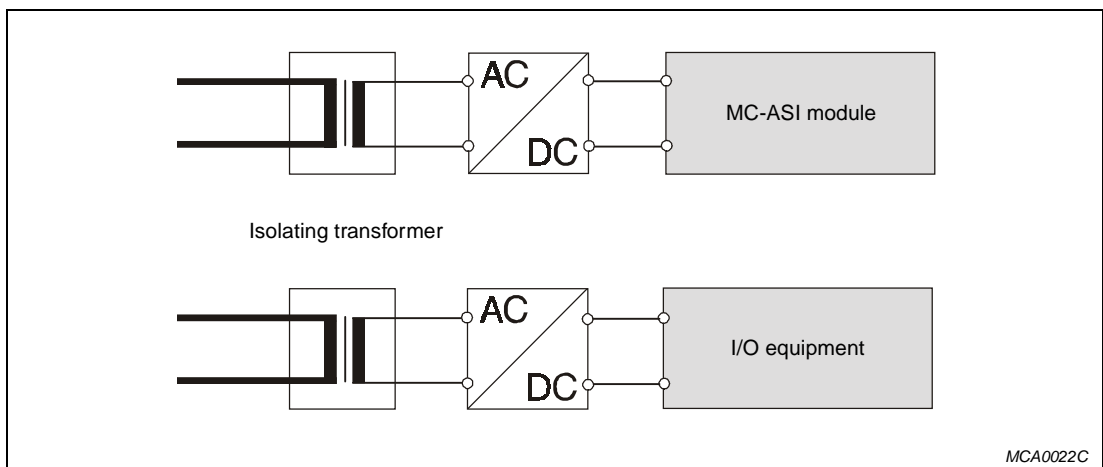 AC
DC
MC-ASI module
Isolating transformer
AC
DC
I/O equipment
MCA0022C